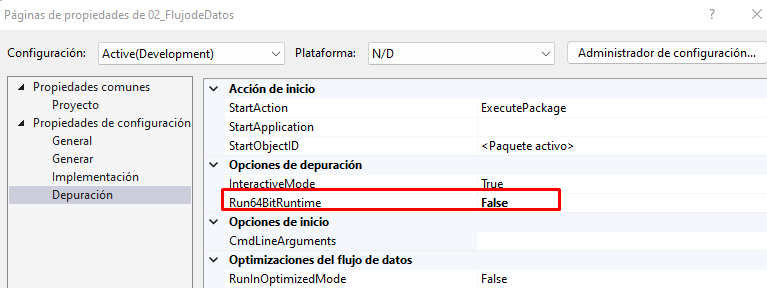 Páginas de propiedades de 02_FlujodeDatos
Configuración: Active(Development) Plataforma: N/D Administrador de configuración...
Propiedades comunes
Proyecto
Propiedades de configuración
General
Generar
Implementación
Depuración
Acción de inicio
StartAction ExecutePackage
StartApplication
StartObjectID <Paquete activo>
Opciones de depuración
InteractiveMode True
Run64BitRuntime False
Opciones de inicio
CmdLineArguments
Optimizaciones del flujo de datos
RunInOptimizedMode False